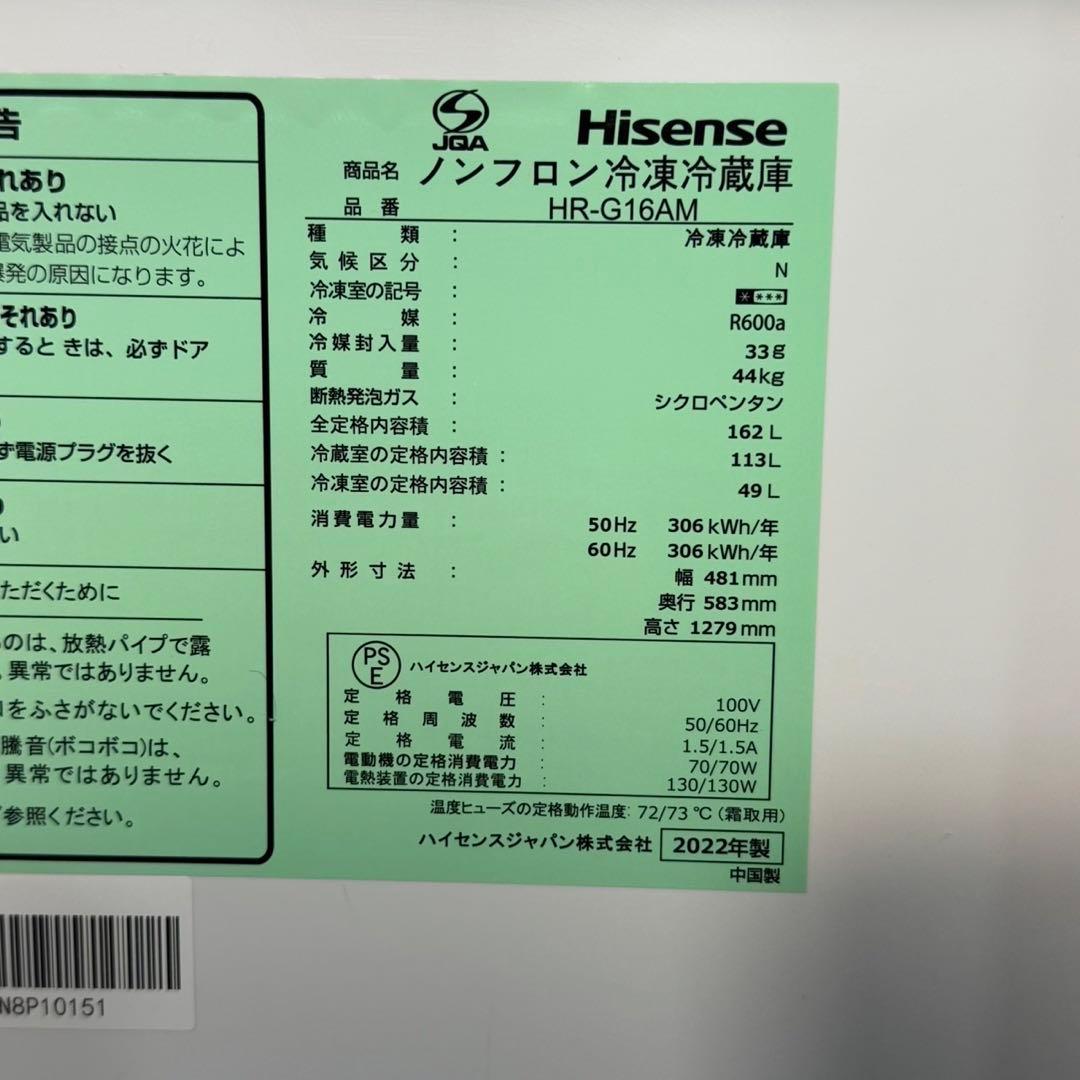 告
れあり
品を入れない
電気製品の接点の火花によ
爆発の原因になります。
それあり
すると きは、必ずドア
ず電源プラグを抜く
い
ただくために
のは、放熱パイプで露
異常ではありません。
をふさがないでください。
騰音(ボコボコ)は、
異常ではありません。
参照ください。
JQA
Hisense
商品名 ノンフロン冷凍冷蔵庫
品番 HR-G16AM
種類 : 冷凍冷蔵庫
気候区分 : N
冷凍室の記号 : ****
冷媒 : R600a
冷媒封入量 : 33g
質量 : 44kg
断熱発泡ガス : シクロペンタン
全定格内容積 : 162 L
冷蔵室の定格内容積 : 113L
冷凍室の定格内容積 : 49 L
消費電力量 : 50Hz 306 kWh/年
60Hz 306 kWh/年
外形寸法 : 幅 481mm
奥行 583mm
高さ 1279mm
PSE ハイセンスジャパン株式会社
定格電圧 : 100V
定格周波数 : 50/60Hz
定格電流 : 1.5/1.5A
電動機の定格消費電力 : 70/70W
電熱装置の定格消費電力 : 130/130W
温度ヒューズの定格動作温度: 72/73 ℃ (霜取用)
ハイセンスジャパン株式会社 2022年製
中国製
N8P10151